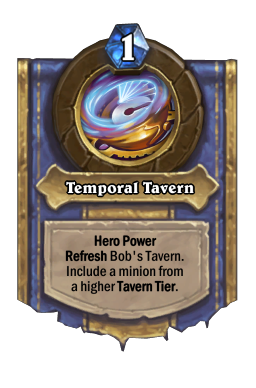 1
Temporal Tavern
Hero Power
Refresh Bob's Tavern.
Include a minion from
a higher Tavern Tier.